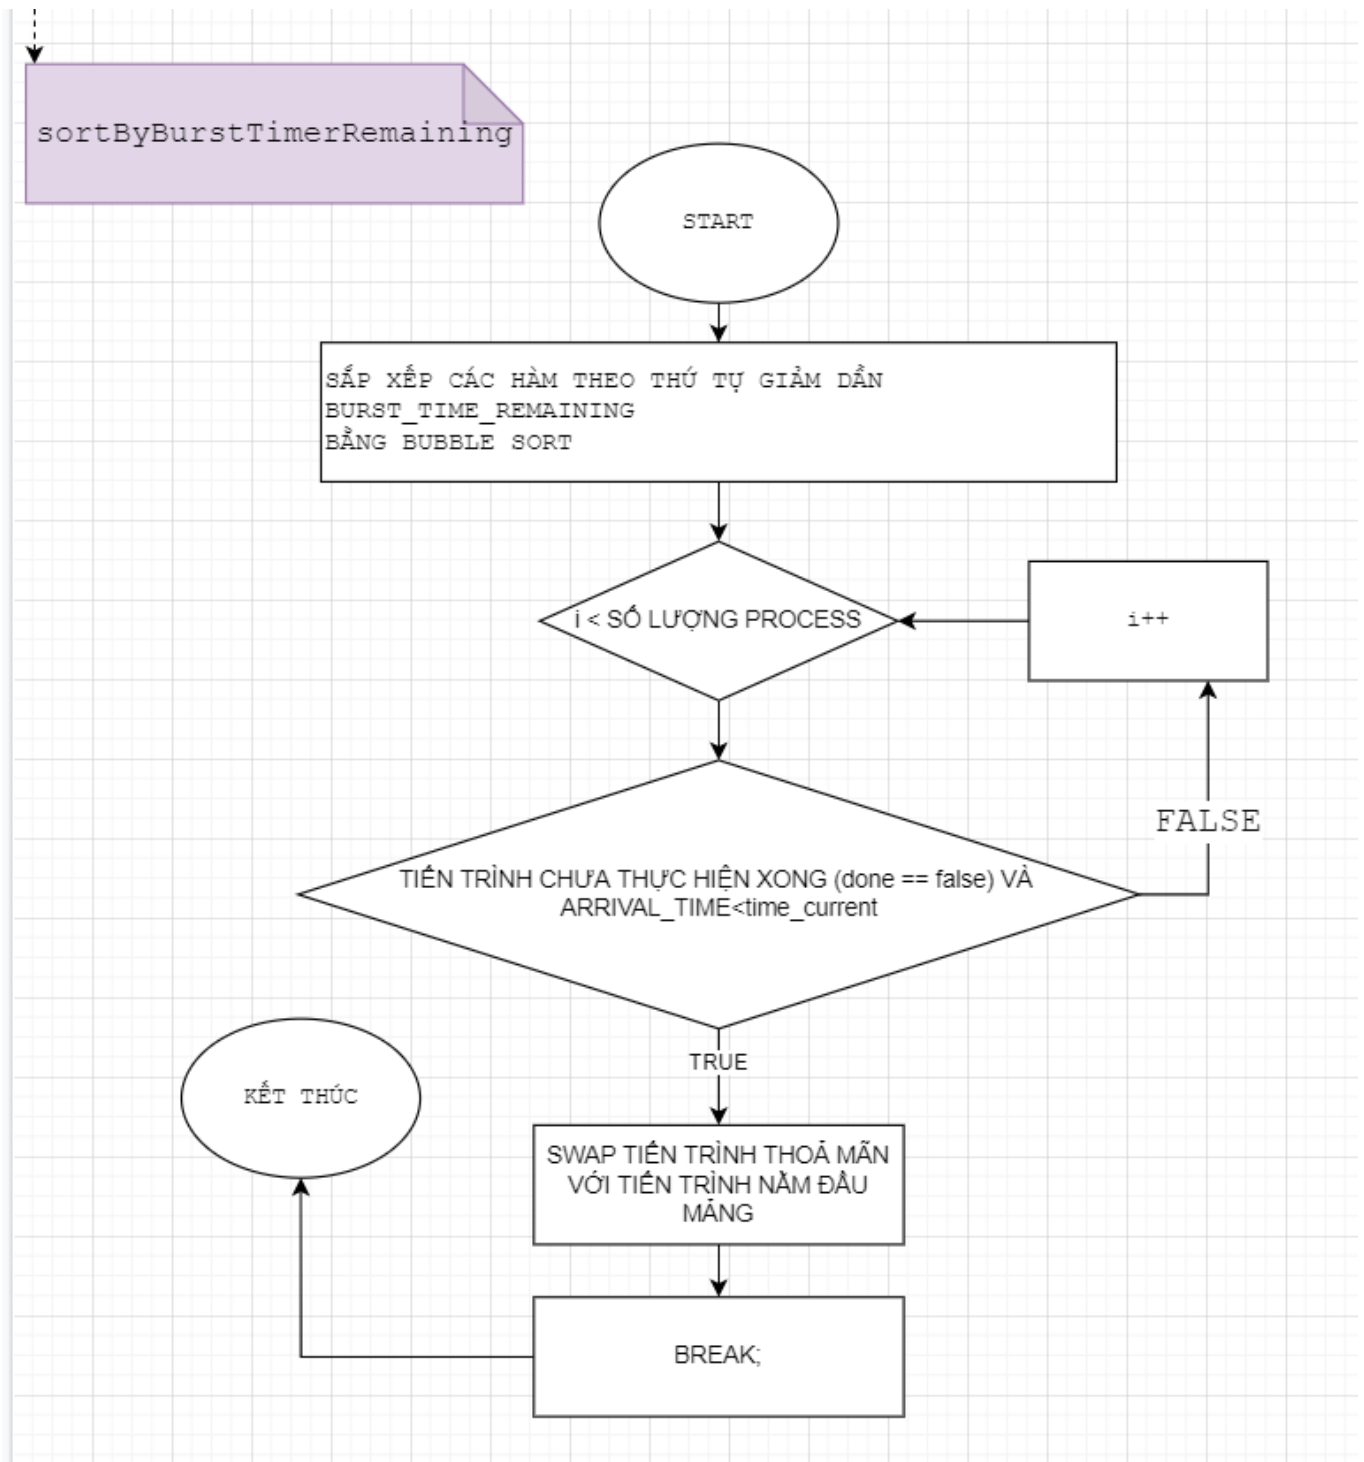 sortByBurstTimerRemaining
START
SẮP XẾP CÁC HÀM THEO THỨ TỰ GIẢM DẦN
BURST_TIME_REMAINING
BẰNG BUBBLE SORT
i < SỐ LƯỢNG PROCESS
i++
FALSE
TIẾN TRÌNH CHƯA THỰC HIỆN XONG (done == false) VÀ
ARRIVAL_TIME<time_current
TRUE
KẾT THÚC
SWAP TIẾN TRÌNH THOẢ MÃN
VỚI TIẾN TRÌNH NẰM ĐẦU
MẢNG
BREAK;